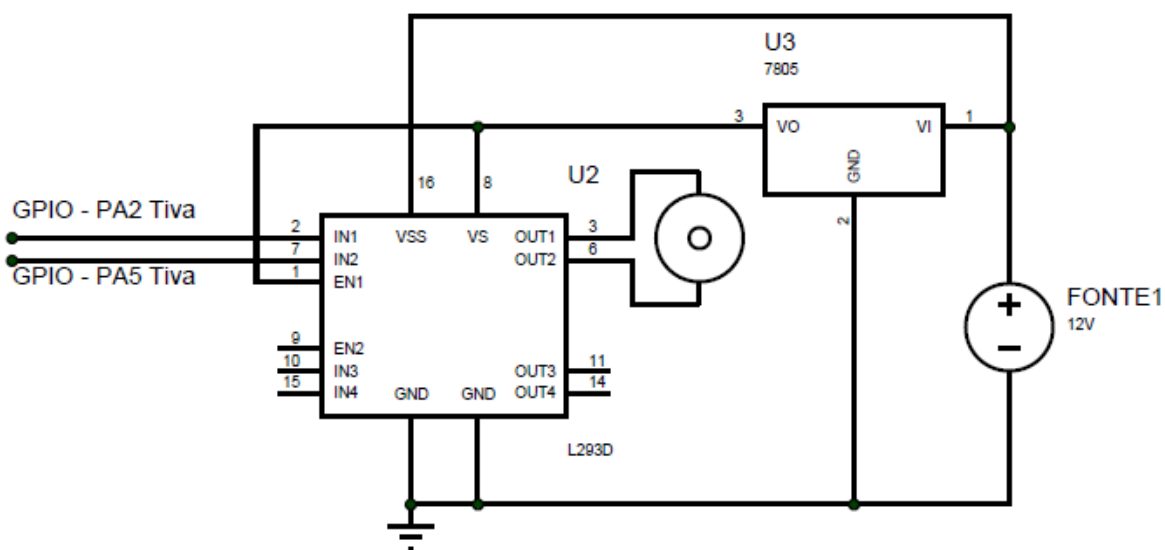 U3
7805
3
VO
VI
1
GND
2
16
8
U2
GPIO - PA2 Tiva
2
IN1
VSS
VS
OUT1
3
7
IN2
OUT2
6
GPIO - PA5 Tiva
1
EN1
FONTE1
12V
9
EN2
10
IN3
OUT3
11
15
IN4
GND
GND
OUT4
14
L293D